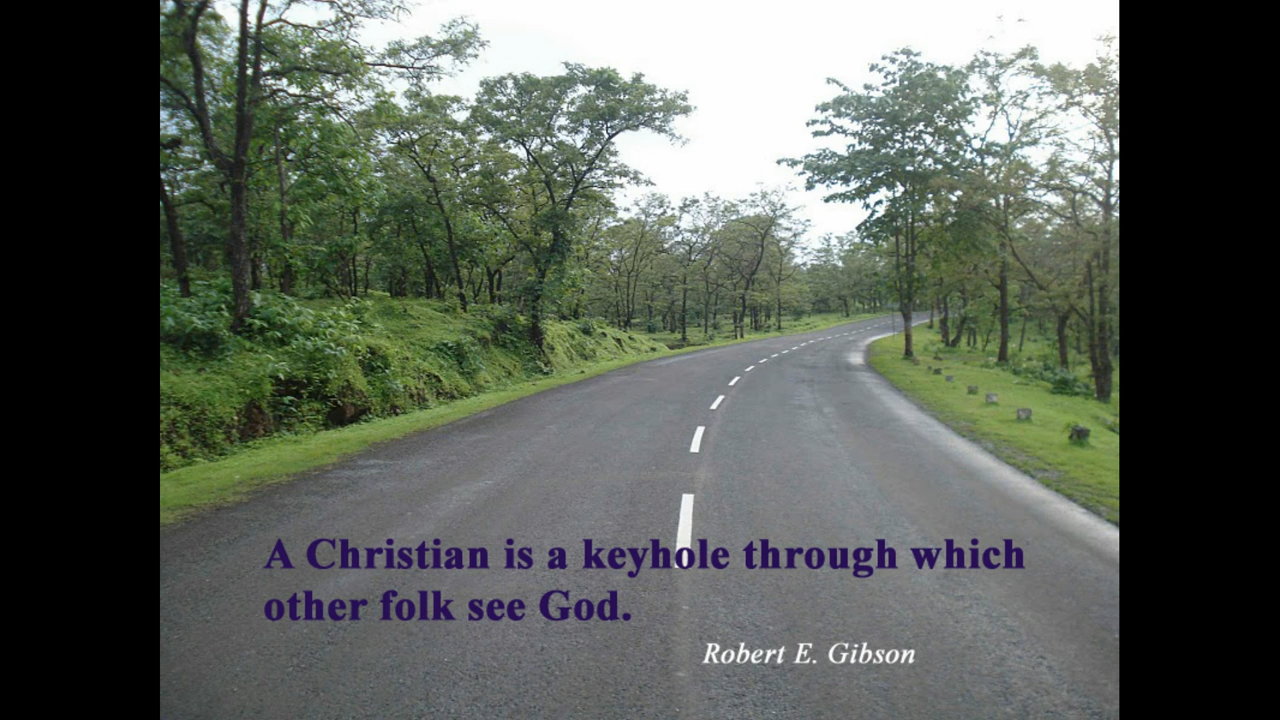 A Christian is a keyhole through which
other folk see God.
Robert E. Gibson